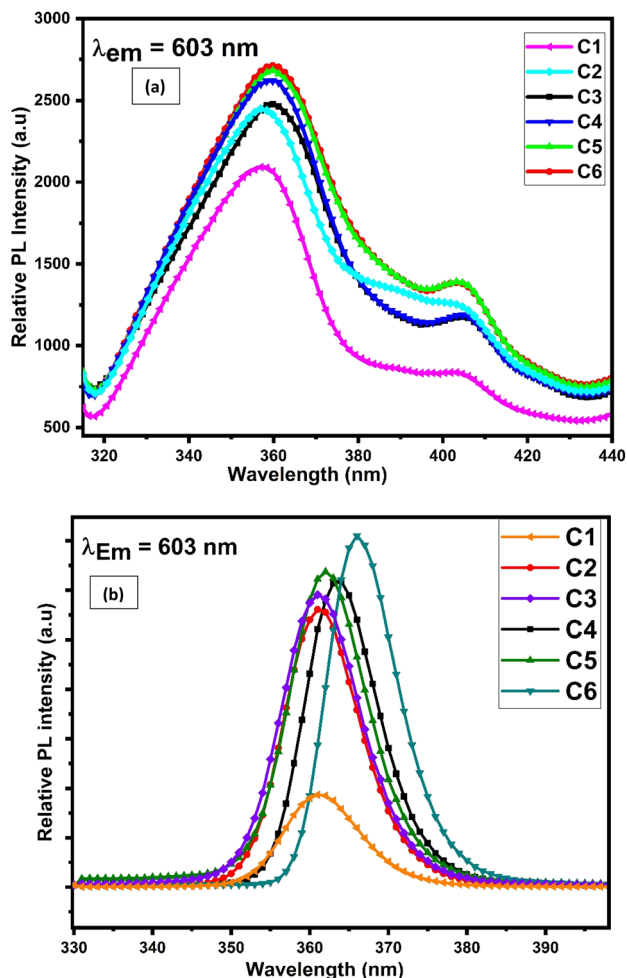 λem = 603 nm
(a)
C1
C2
C3
C4
C5
C6
Relative PL Intensity (a.u)
3000
2500
2000
1500
1000
500
320 340 360 380 400 420 440
Wavelength (nm)
λEm = 603 nm
(b)
C1
C2
C3
C4
C5
C6
Relative PL intensity (a.u)
330 340 350 360 370 380 390
Wavelength (nm)